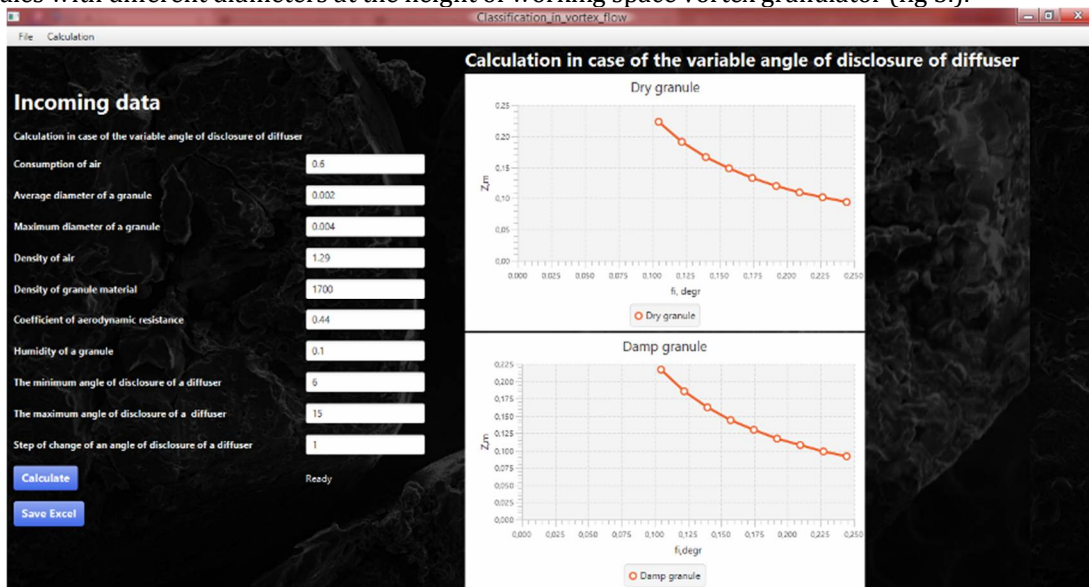 with different diameters at the height of working space vortex granulator (fig 3.).
Classification_in_vortex_flow
File Calculation
Incoming data
Calculation in case of the variable angle of disclosure of diffuser
Consumption of air 0.6
Average diameter of a granule 0.002
Maximum diameter of a granule 0.004
Density of air 1.29
Density of granule material 1700
Coefficient of aerodynamic resistance 0.44
Humidity of a granule 0.1
The minimum angle of disclosure of a diffuser 6
The maximum angle of disclosure of a diffuser 15
Step of change of an angle of disclosure of a diffuser 1
Calculate Ready
Save Excel
Calculation in case of the variable angle of disclosure of diffuser
Dry granule
Z,m
0,25
0,20
0,15
0,10
0,05
0,00
0,000 0,025 0,050 0,075 0,100 0,125 0,150 0,175 0,200 0,225 0,250
fi, degr
Dry granule
Damp granule
Z,m
0,225
0,200
0,175
0,150
0,125
0,100
0,075
0,050
0,025
0,000
0,000 0,025 0,050 0,075 0,100 0,125 0,150 0,175 0,200 0,225 0,250
fi,degr
Damp granule